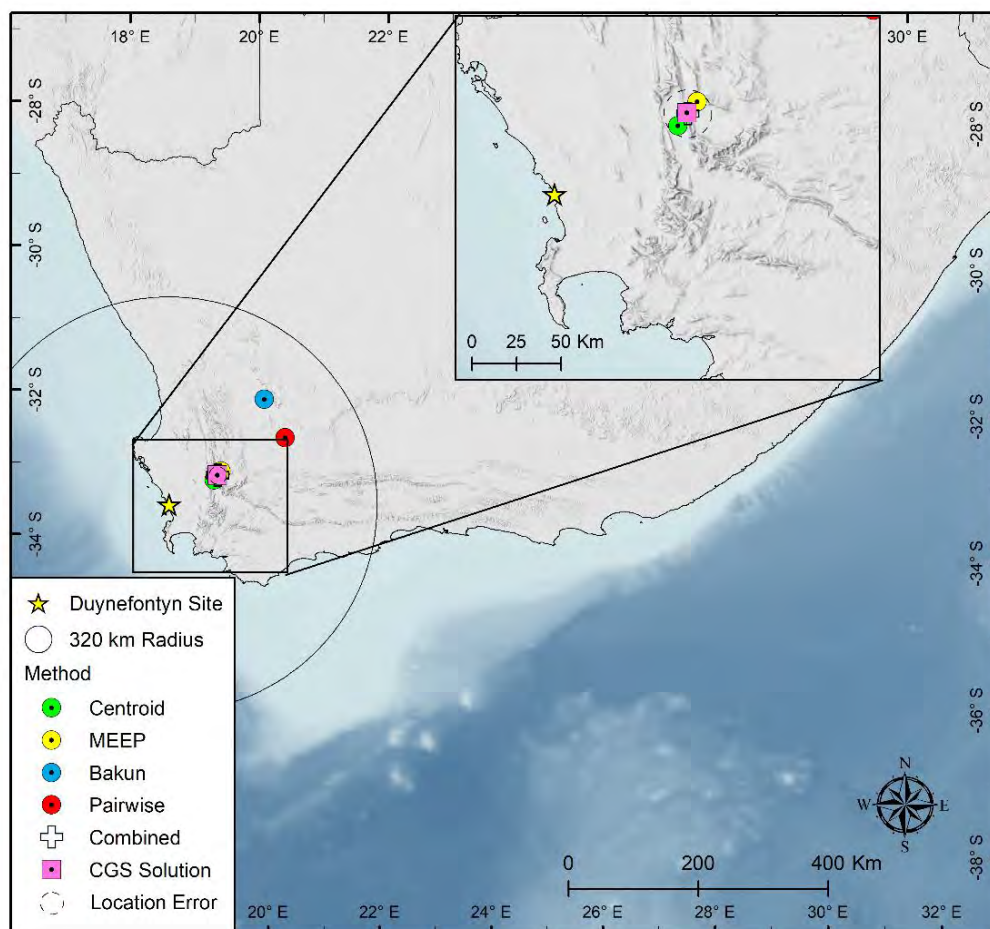 18° E 20° E 22° E 30° E
-28° S
-30° S
-32° S
-34° S
-28° S
-30° S
-32° S
-34° S
-36° S
-38° S
0 25 50 Km
Duynefontyn Site
320 km Radius
Method
Centroid
MEEP
Bakun
Pairwise
Combined
CGS Solution
Location Error
N
W E
S
0 200 400 Km
20° E 22° E 24° E 26° E 28° E 30° E 32° E